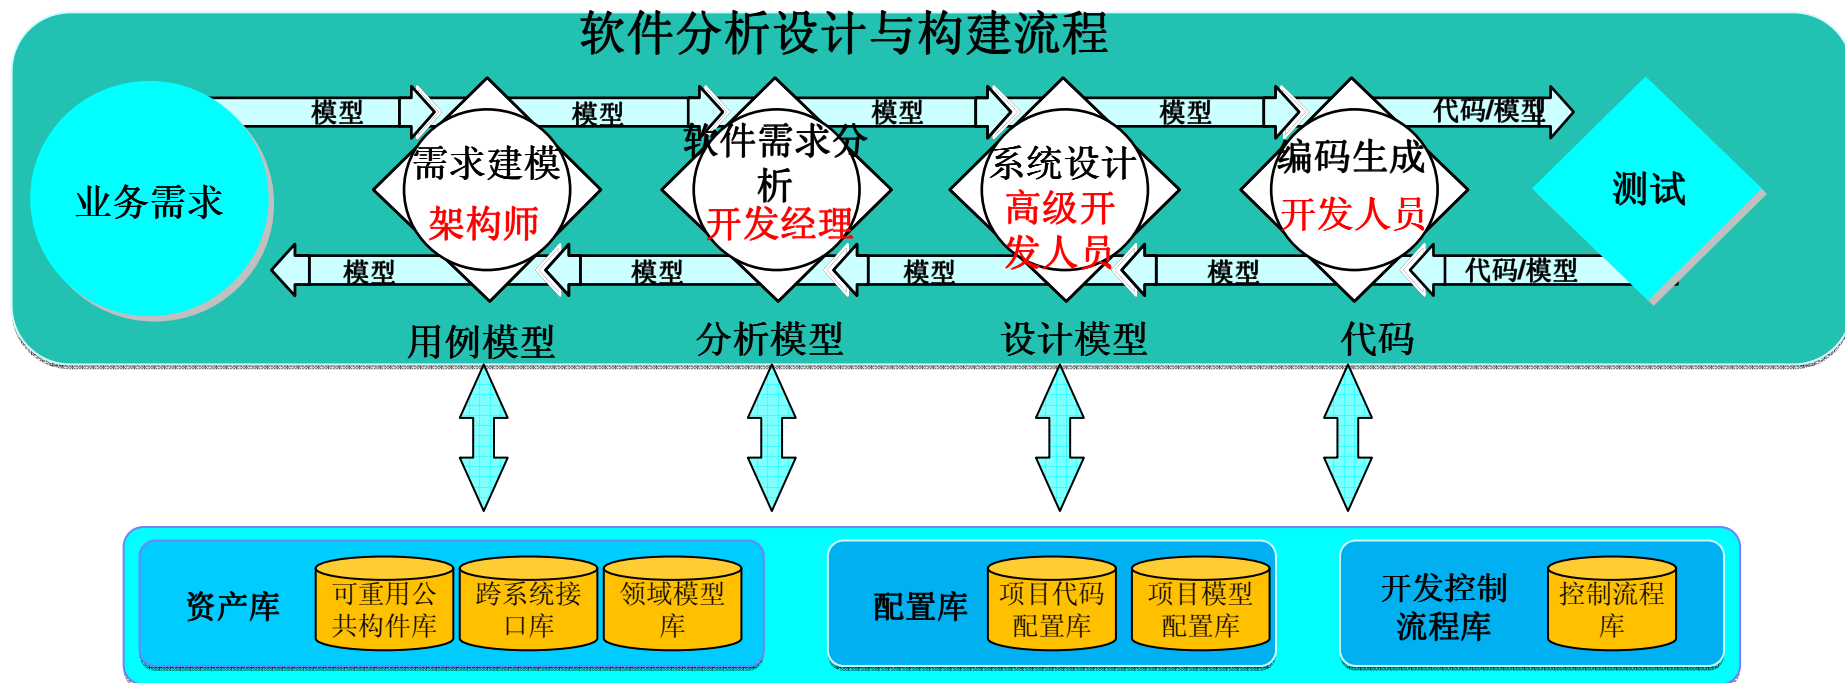 软件分析设计与构建流程
模型
模型
模型
模型
代码/模型
业务需求
需求建模
架构师
软件需求分
析
开发经理
系统设计
高级开
发人员
编码生成
开发人员
测试
模型
模型
模型
模型
代码/模型
用例模型
分析模型
设计模型
代码
资产库
可重用公
共构件库
跨系统接
口库
领域模型
库
配置库
项目代码
配置库
项目模型
配置库
开发控制
流程库
控制流程
库